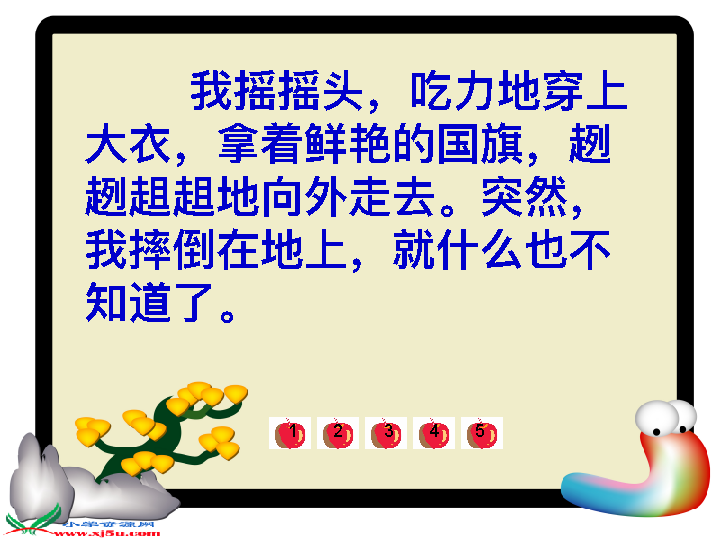 我摇摇头，吃力地穿上
大衣，拿着鲜艳的国旗，趔
趔趄趄地向外走去。突然，
我摔倒在地上，就什么也不
知道了。
1 2 3 4 5
小学资源网
www.xj5u.com